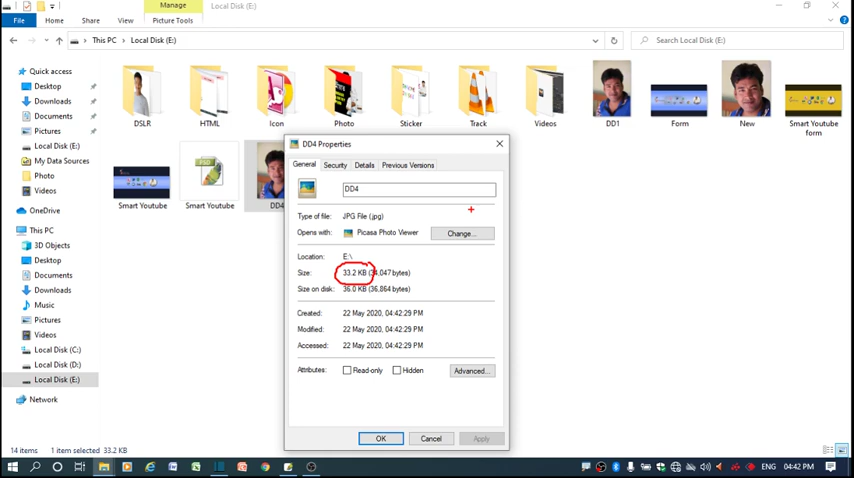 Manage
Local Disk (E:)
File
Home
Share
View
Picture Tools
This PC
Local Disk (E:)
Search Local Disk (E:)
Quick access
Desktop
Downloads
Documents
Pictures
Local Disk (E:)
My Data Sources
Photo
Videos
OneDrive
This PC
3D Objects
Desktop
Documents
Downloads
Music
Pictures
Videos
Local Disk (C:)
Local Disk (D:)
Local Disk (E:)
Network
DSLR
HTML
Icon
Photo
Sticker
Track
Videos
DD1
Form
New
Smart Youtube
form
Smart Youtube
PSD
Smart Youtube
DD4
DD4 Properties
General
Security
Details
Previous Versions
DD4
Type of file: JPG File (.jpg)
Opens with: Picasa Photo Viewer
Change...
Location: E:\
Size: 33.2 KB (34,047 bytes)
Size on disk: 36.0 KB (36,864 bytes)
Created: 22 May 2020, 04:42:29 PM
Modified: 22 May 2020, 04:42:29 PM
Accessed: 22 May 2020, 04:42:29 PM
Attributes: Read-only Hidden
Advanced...
OK
Cancel
Apply
14 items 1 item selected 33.2 KB
ENG 04:42 PM